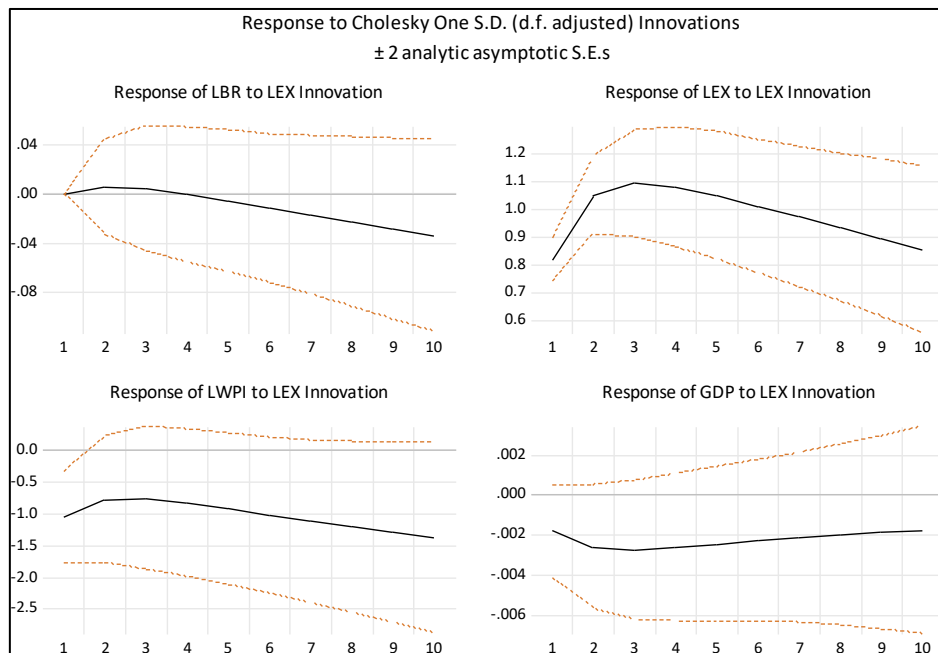 Response to Cholesky One S.D. (d.f. adjusted) Innovations
± 2 analytic asymptotic S.E.s
Response of LBR to LEX Innovation
.04
.00
-.04
-.08
1 2 3 4 5 6 7 8 9 10
Response of LEX to LEX Innovation
1.2
1.1
1.0
0.9
0.8
0.7
0.6
1 2 3 4 5 6 7 8 9 10
Response of LWPI to LEX Innovation
0.0
-0.5
-1.0
-1.5
-2.0
-2.5
1 2 3 4 5 6 7 8 9 10
Response of GDP to LEX Innovation
.002
.000
-.002
-.004
-.006
1 2 3 4 5 6 7 8 9 10